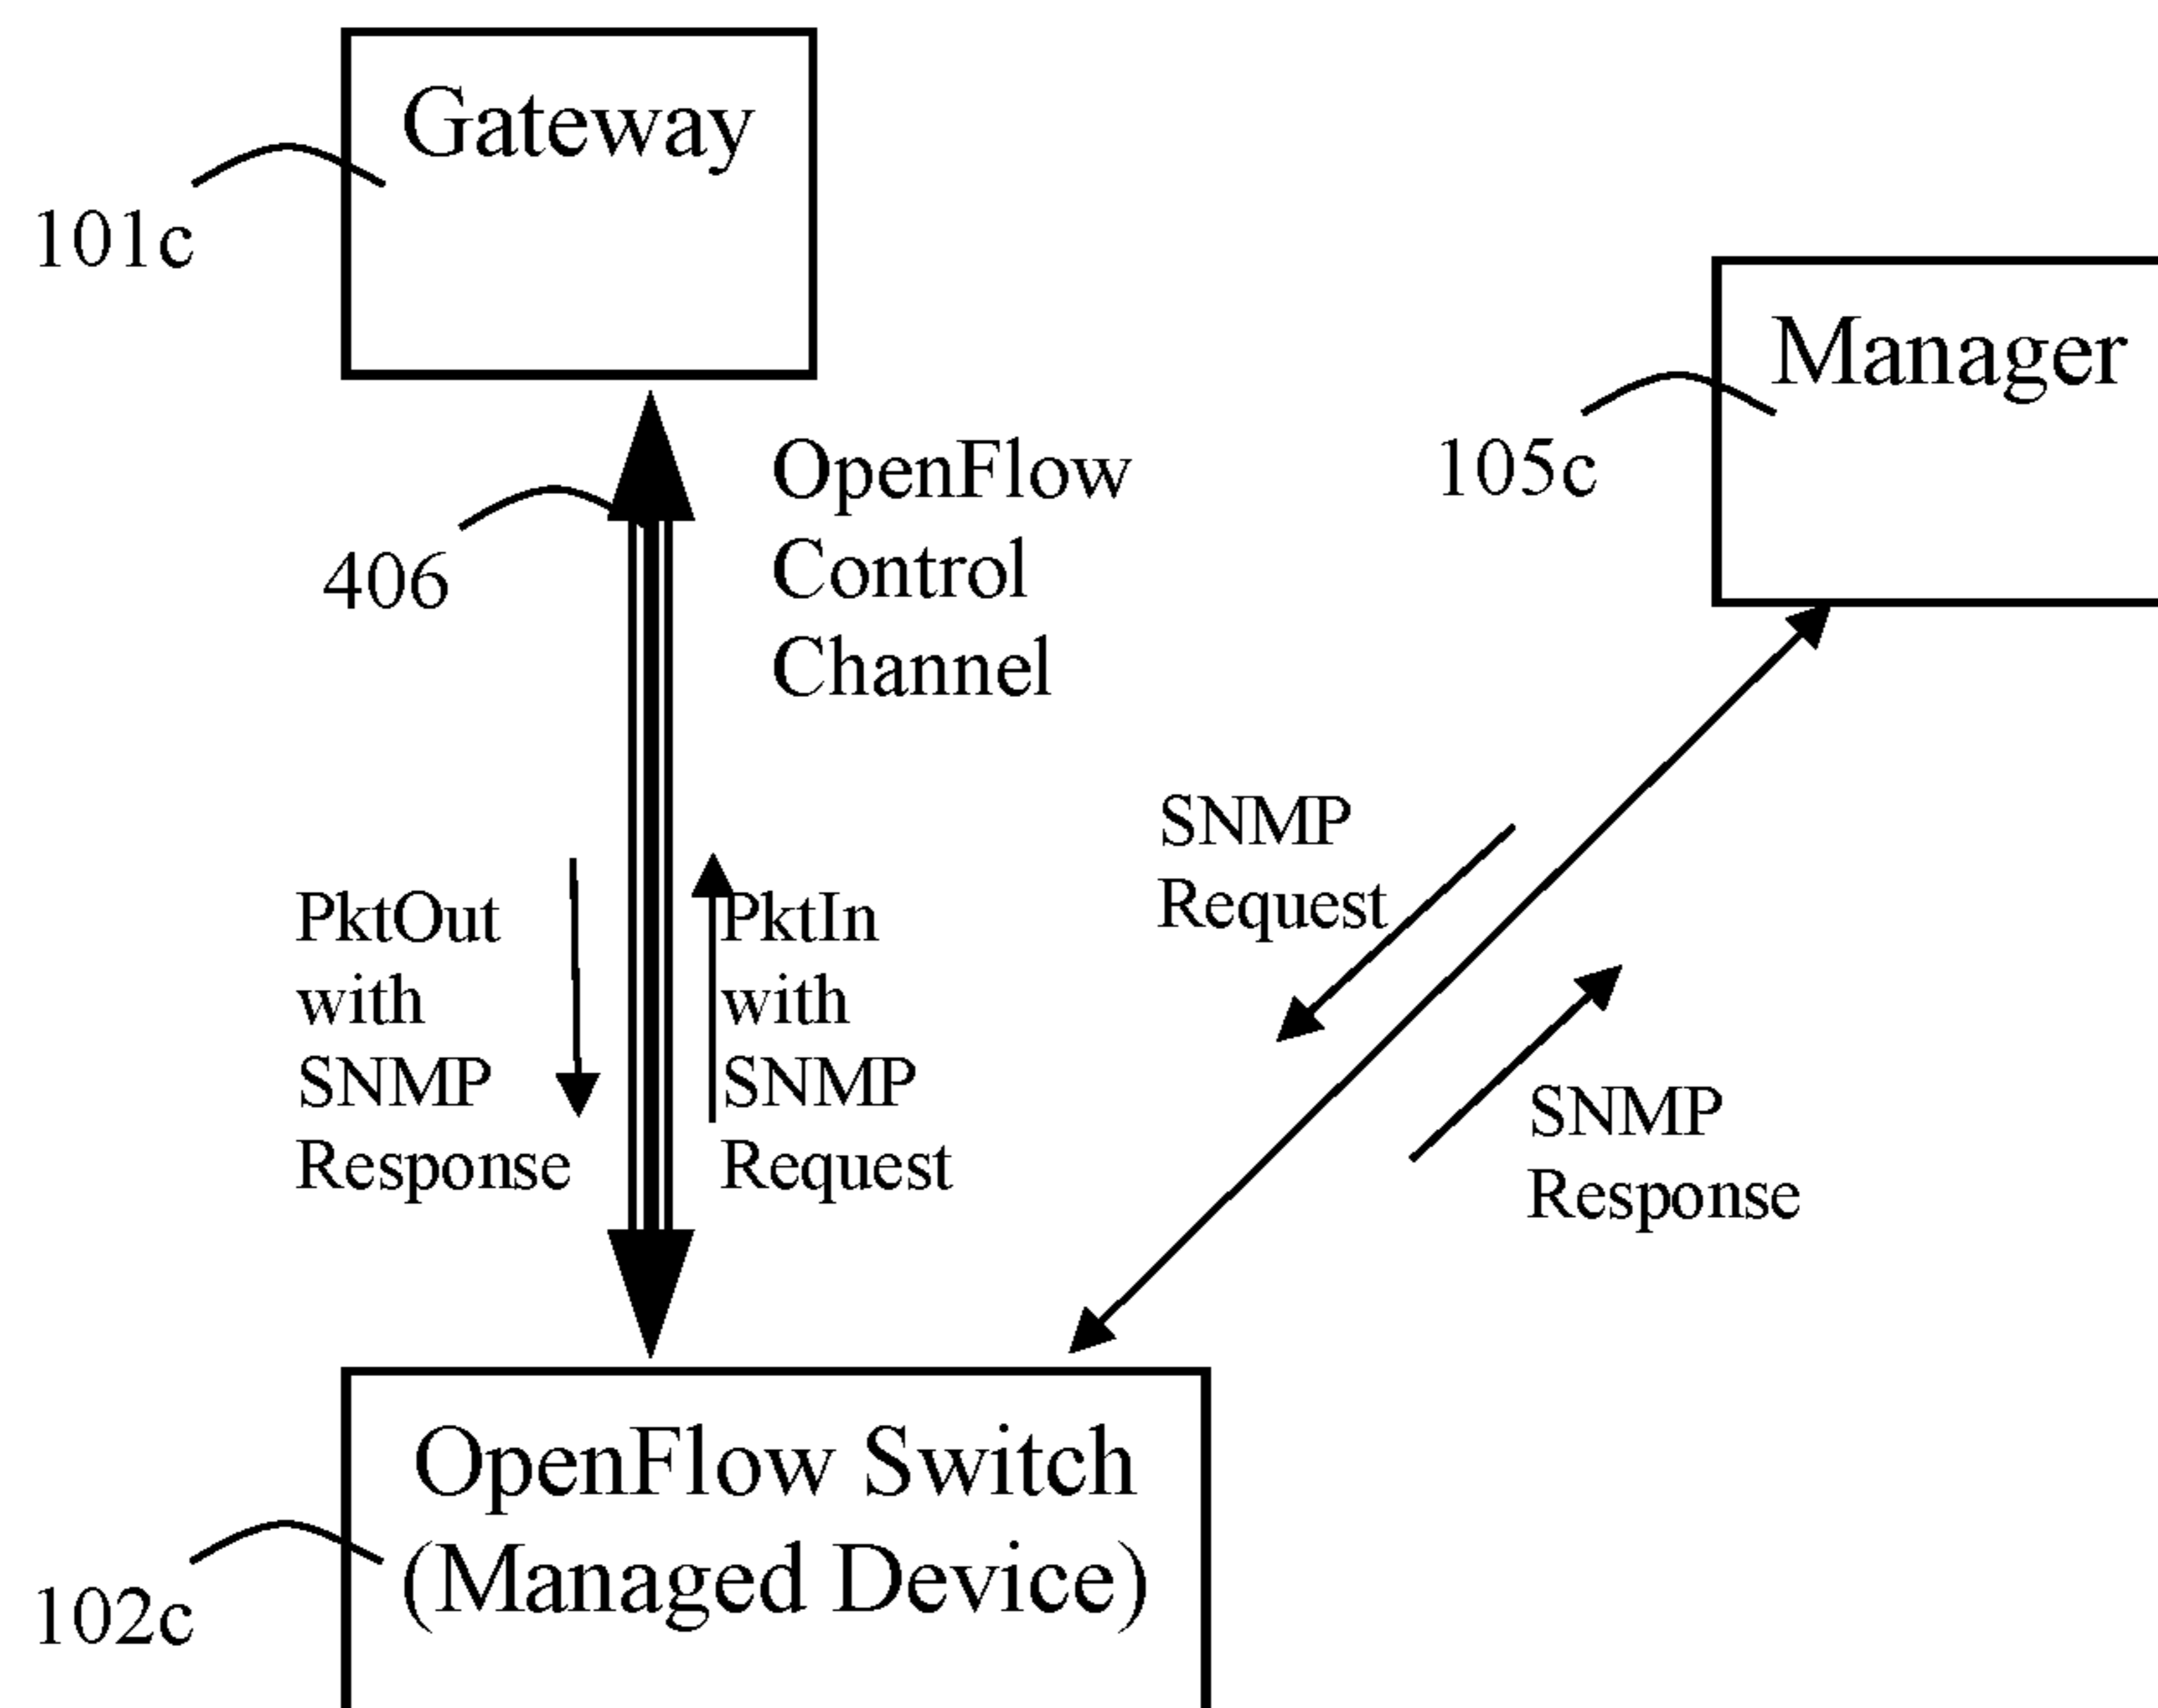 Gateway
101c
Manager
105c
OpenFlow
Control
Channel
406
SNMP
Request
PktOut
with
SNMP
Response
PktIn
with
SNMP
Request
SNMP
Response
OpenFlow Switch
(Managed Device)
102c